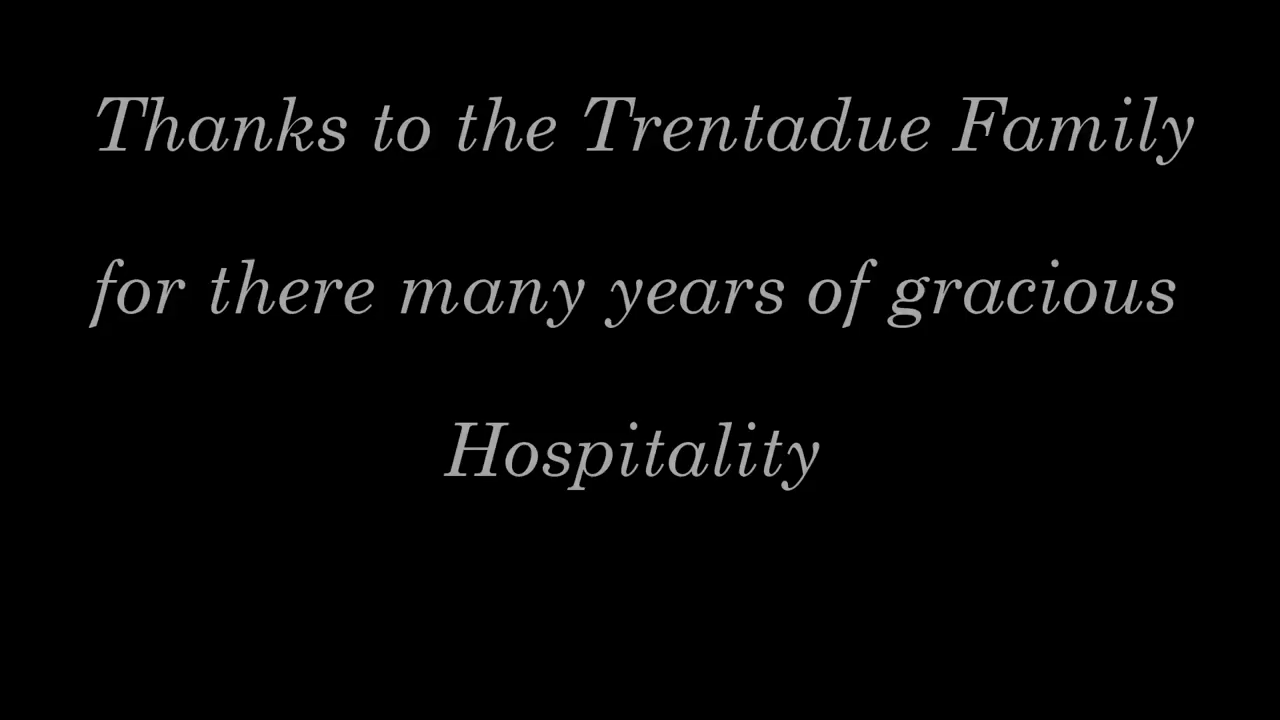 Thanks to the Trentadue Family
for there many years of gracious
Hospitality